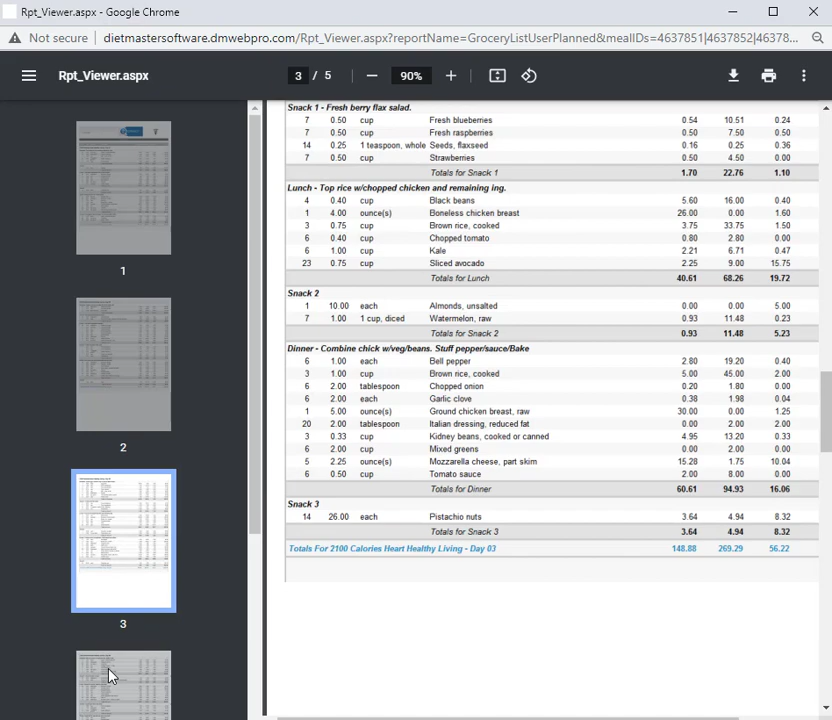 Rpt_Viewer.aspx - Google Chrome
Not secure dietmastersoftware.dmwebpro.com/Rpt_Viewer.aspx?reportName=GroceryListUserPlanned&mealIDs=4637851|4637852|46378...
Rpt_Viewer.aspx 3 / 5 90%
Snack 1 - Fresh berry flax salad.
7 0.50 cup Fresh blueberries 0.54 10.51 0.24
7 0.50 cup Fresh raspberries 0.50 7.50 0.50
14 0.25 1 teaspoon, whole Seeds, flaxseed 0.16 0.25 0.36
7 0.50 cup Strawberries 0.50 4.50 0.00
Totals for Snack 1 1.70 22.76 1.10
Lunch - Top rice w/chopped chicken and remaining ing.
4 0.40 cup Black beans 5.60 16.00 0.40
1 4.00 ounce(s) Boneless chicken breast 26.00 0.00 1.60
3 0.75 cup Brown rice, cooked 3.75 33.75 1.50
6 0.40 cup Chopped tomato 0.80 2.80 0.00
6 1.00 cup Kale 2.21 6.71 0.47
23 0.75 cup Sliced avocado 2.25 9.00 15.75
Totals for Lunch 40.61 68.26 19.72
Snack 2
1 10.00 each Almonds, unsalted 0.00 0.00 5.00
7 1.00 1 cup, diced Watermelon, raw 0.93 11.48 0.23
Totals for Snack 2 0.93 11.48 5.23
Dinner - Combine chick w/veg/beans. Stuff pepper/sauce/Bake
6 1.00 each Bell pepper 2.80 19.20 0.40
3 1.00 cup Brown rice, cooked 5.00 45.00 2.00
6 2.00 tablespoon Chopped onion 0.20 1.80 0.00
6 2.00 each Garlic clove 0.38 1.98 0.04
1 5.00 ounce(s) Ground chicken breast, raw 30.00 0.00 1.25
20 2.00 tablespoon Italian dressing, reduced fat 0.00 2.00 2.00
3 0.33 cup Kidney beans, cooked or canned 4.95 13.20 0.33
6 2.00 cup Mixed greens 0.00 2.00 0.00
5 2.25 ounce(s) Mozzarella cheese, part skim 15.28 1.75 10.04
6 0.50 cup Tomato sauce 2.00 8.00 0.00
Totals for Dinner 60.61 94.93 16.06
Snack 3
14 26.00 each Pistachio nuts 3.64 4.94 8.32
Totals for Snack 3 3.64 4.94 8.32
Totals For 2100 Calories Heart Healthy Living - Day 03 148.88 269.29 56.22
1
2
3